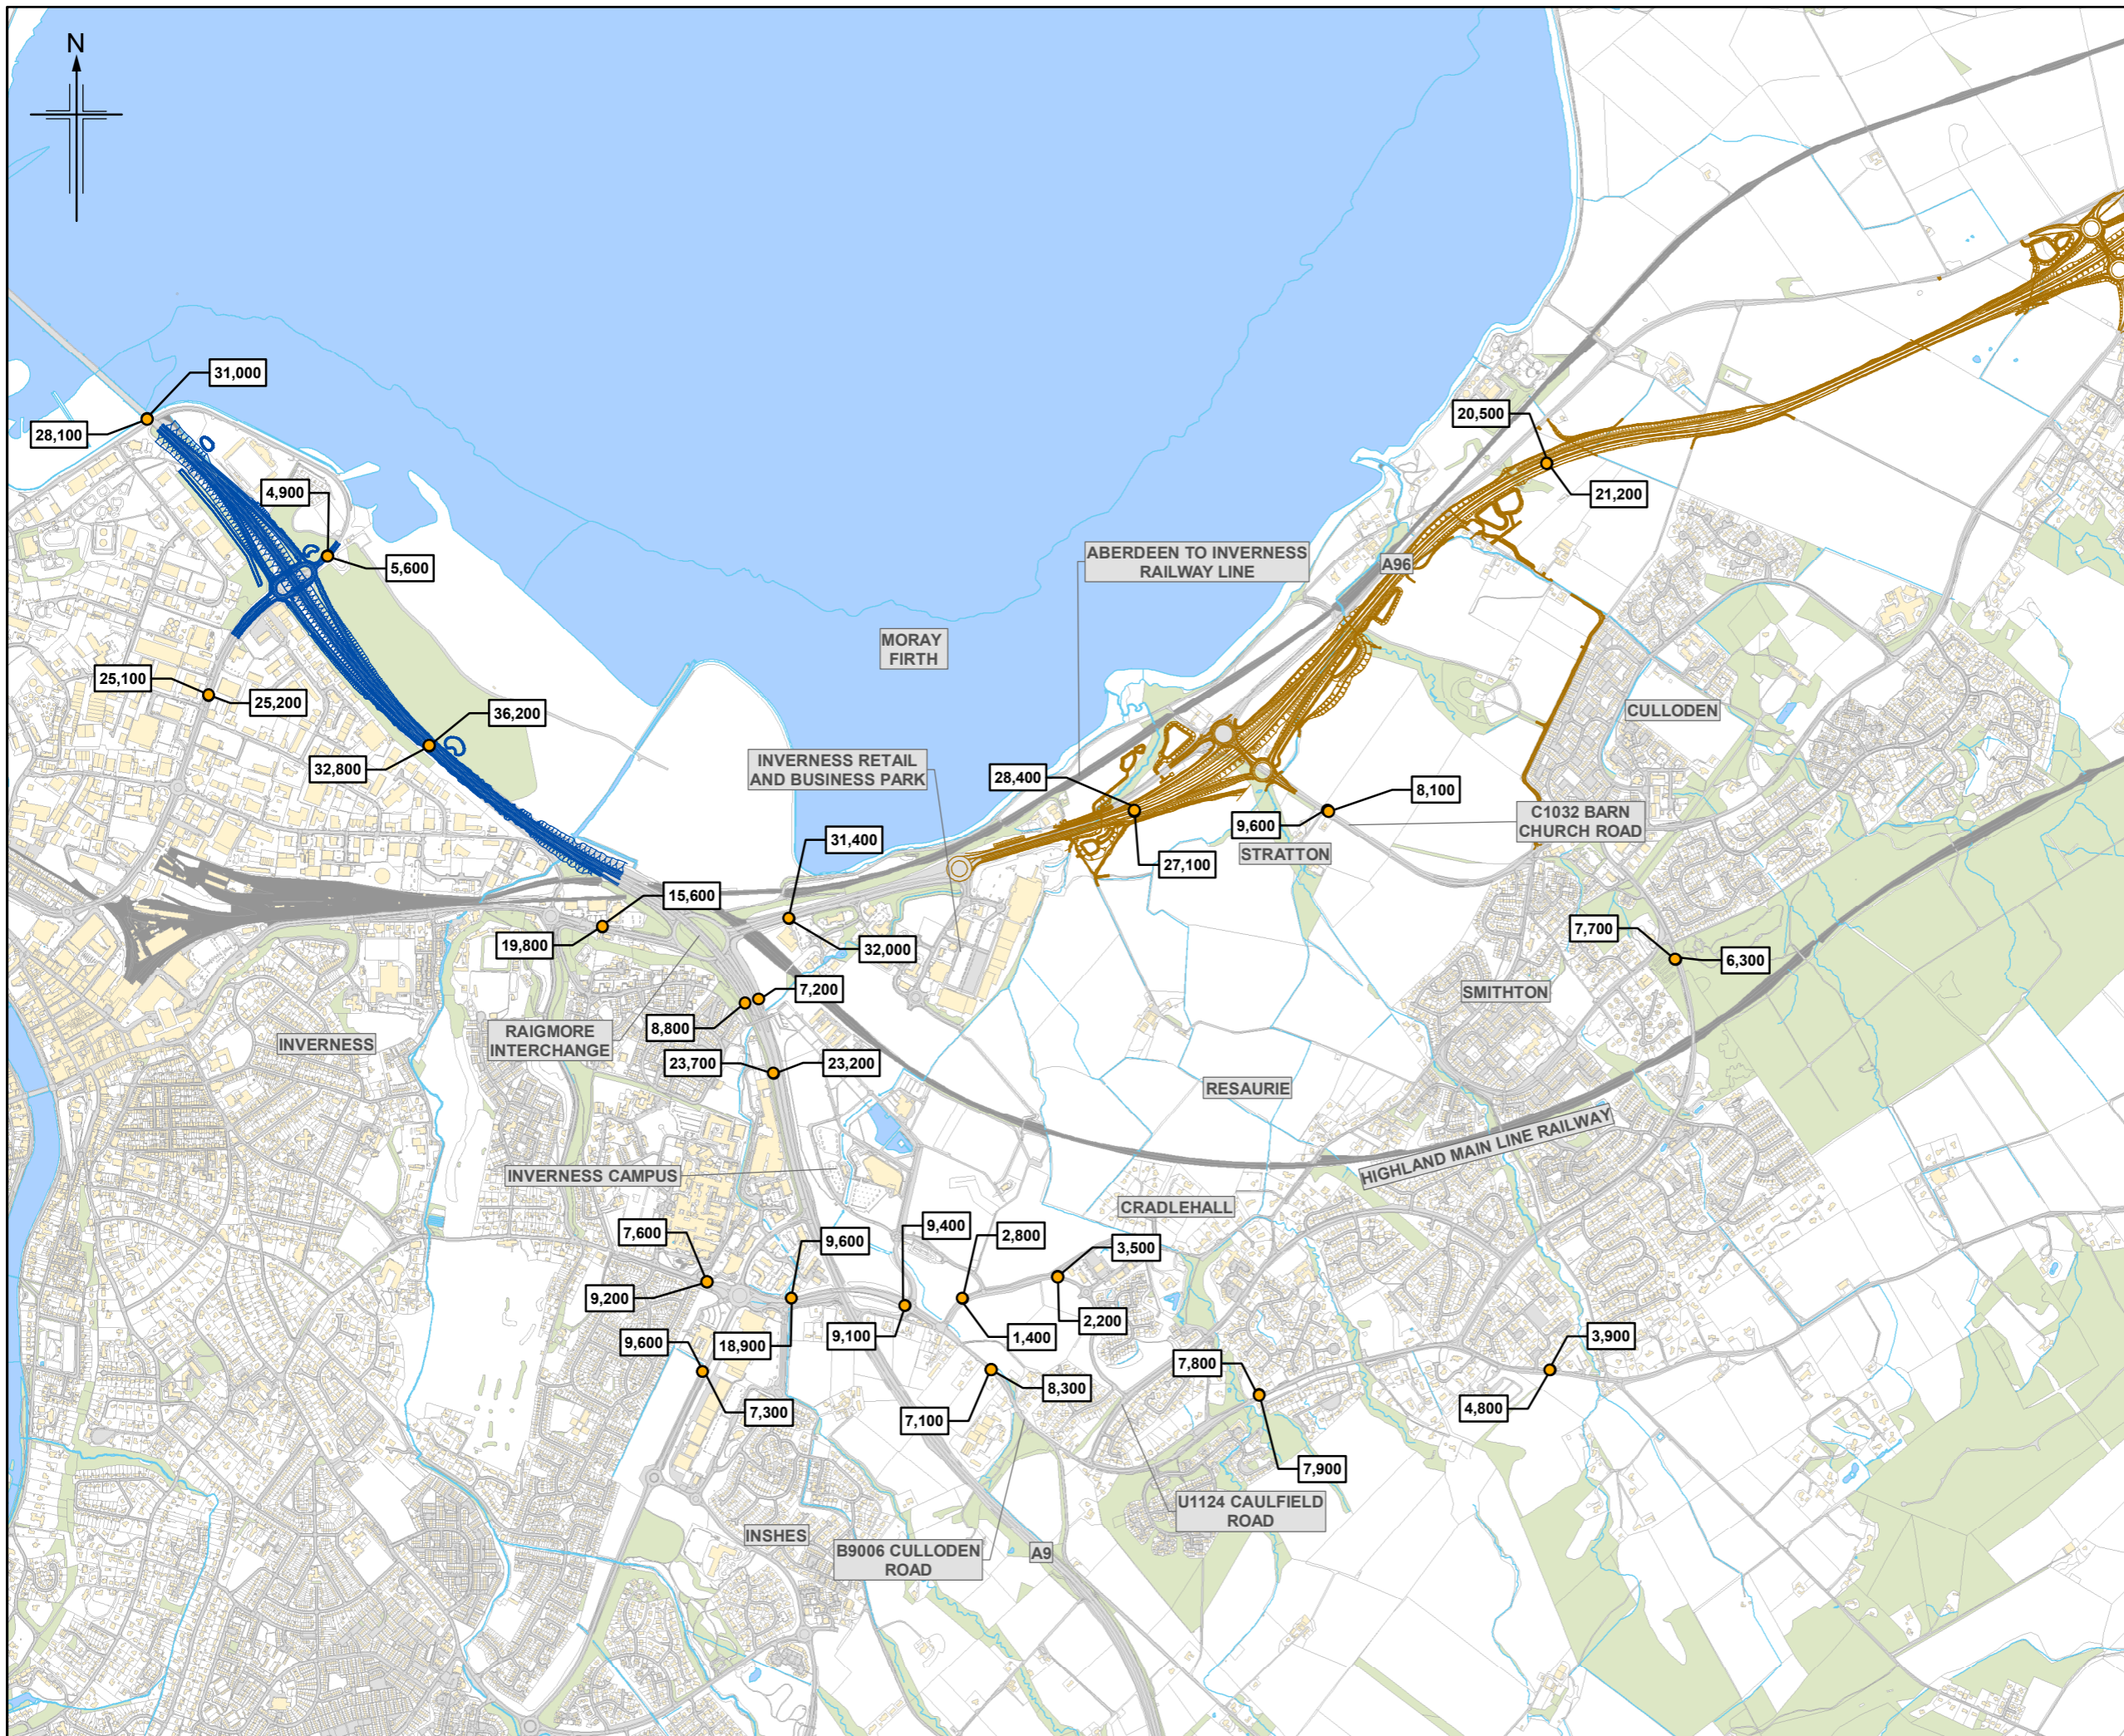 N
31,000
28,100
20,500
4,900
21,200
ABERDEEN TO INVERNESS
RAILWAY LINE
A96
5,600
MORAY
FIRTH
25,100
25,200
36,200
CULLODEN
32,800
INVERNESS RETAIL
AND BUSINESS PARK
28,400
8,100
9,600
C1032 BARN
CHURCH ROAD
31,400
STRATTON
27,100
15,600
19,800
32,000
7,700
6,300
7,200
SMITHTON
8,800
RAIGMORE
INTERCHANGE
INVERNESS
23,700
23,200
RESAURIE
HIGHLAND MAIN LINE RAILWAY
INVERNESS CAMPUS
CRADLEHALL
7,600
9,600
9,400
2,800
3,500
9,200
18,900
9,100
1,400
2,200
9,600
3,900
7,800
8,300
7,300
7,100
4,800
7,900
U1124 CAULFIELD
ROAD
INSHES
B9006 CULLODEN
ROAD
A9